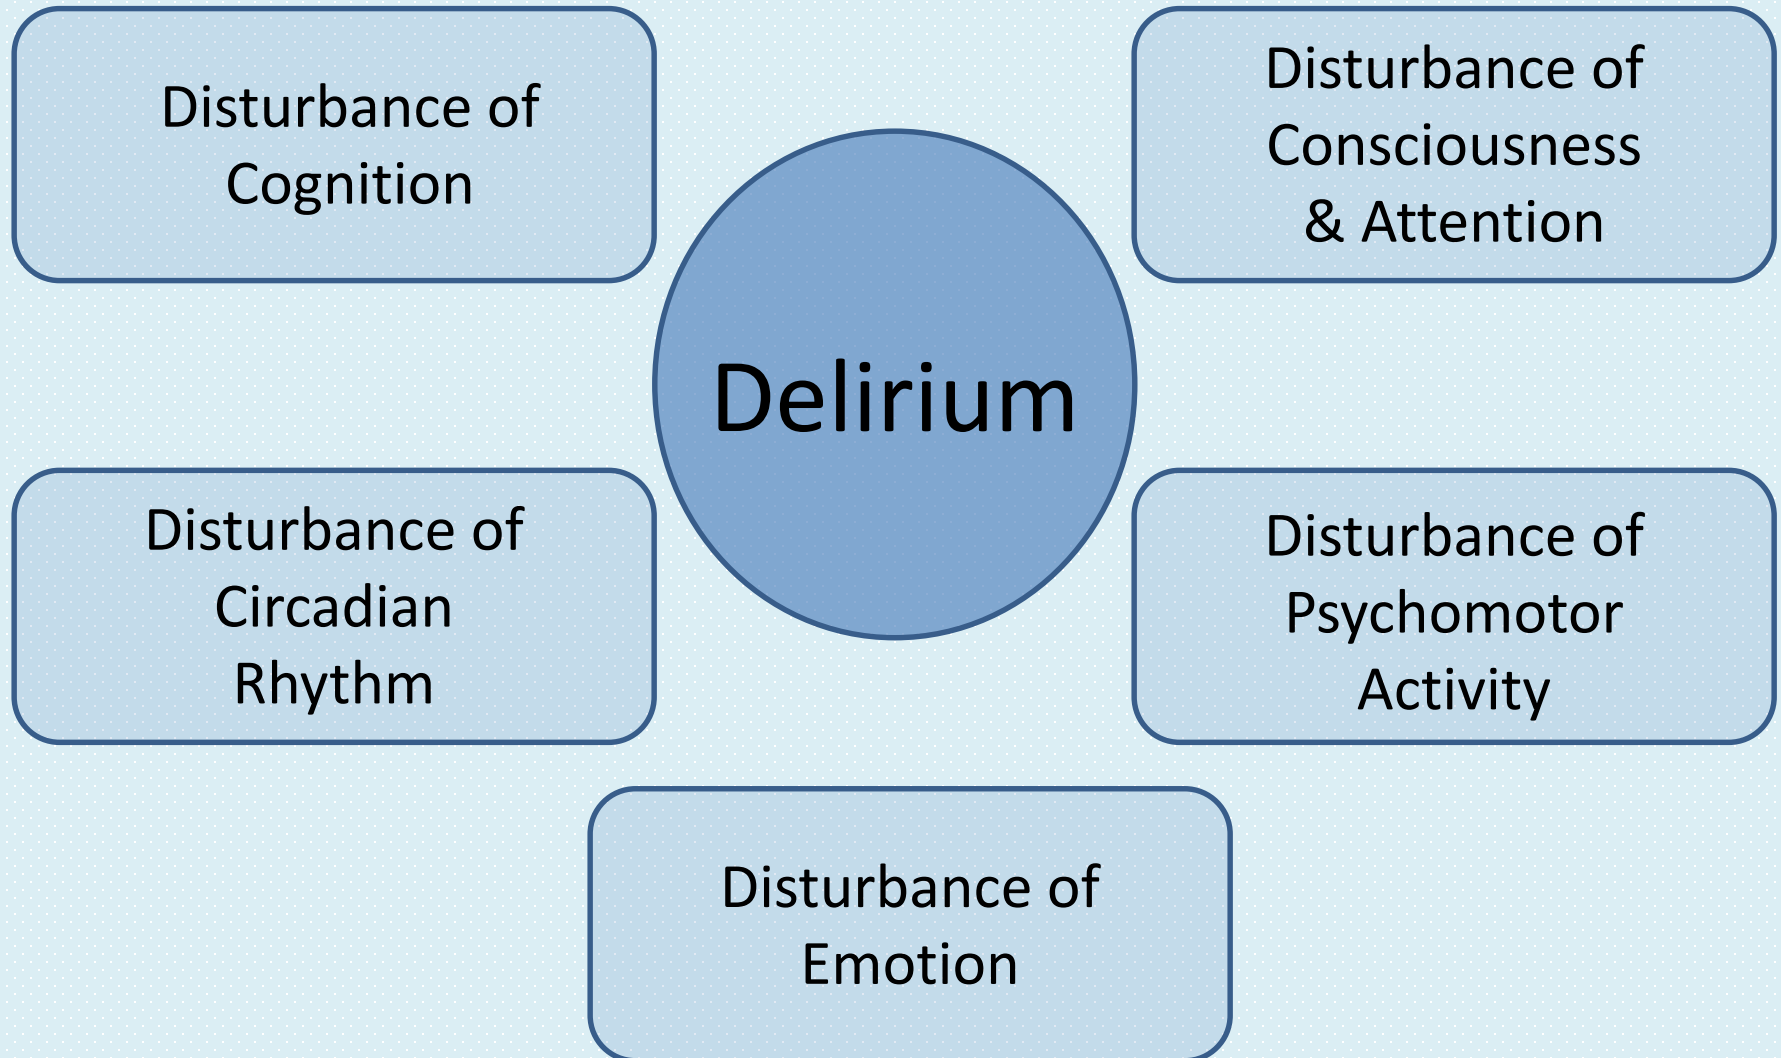 Disturbance of
Cognition
Disturbance of
Consciousness
& Attention
Delirium
Disturbance of
Circadian
Rhythm
Disturbance of
Psychomotor
Activity
Disturbance of
Emotion